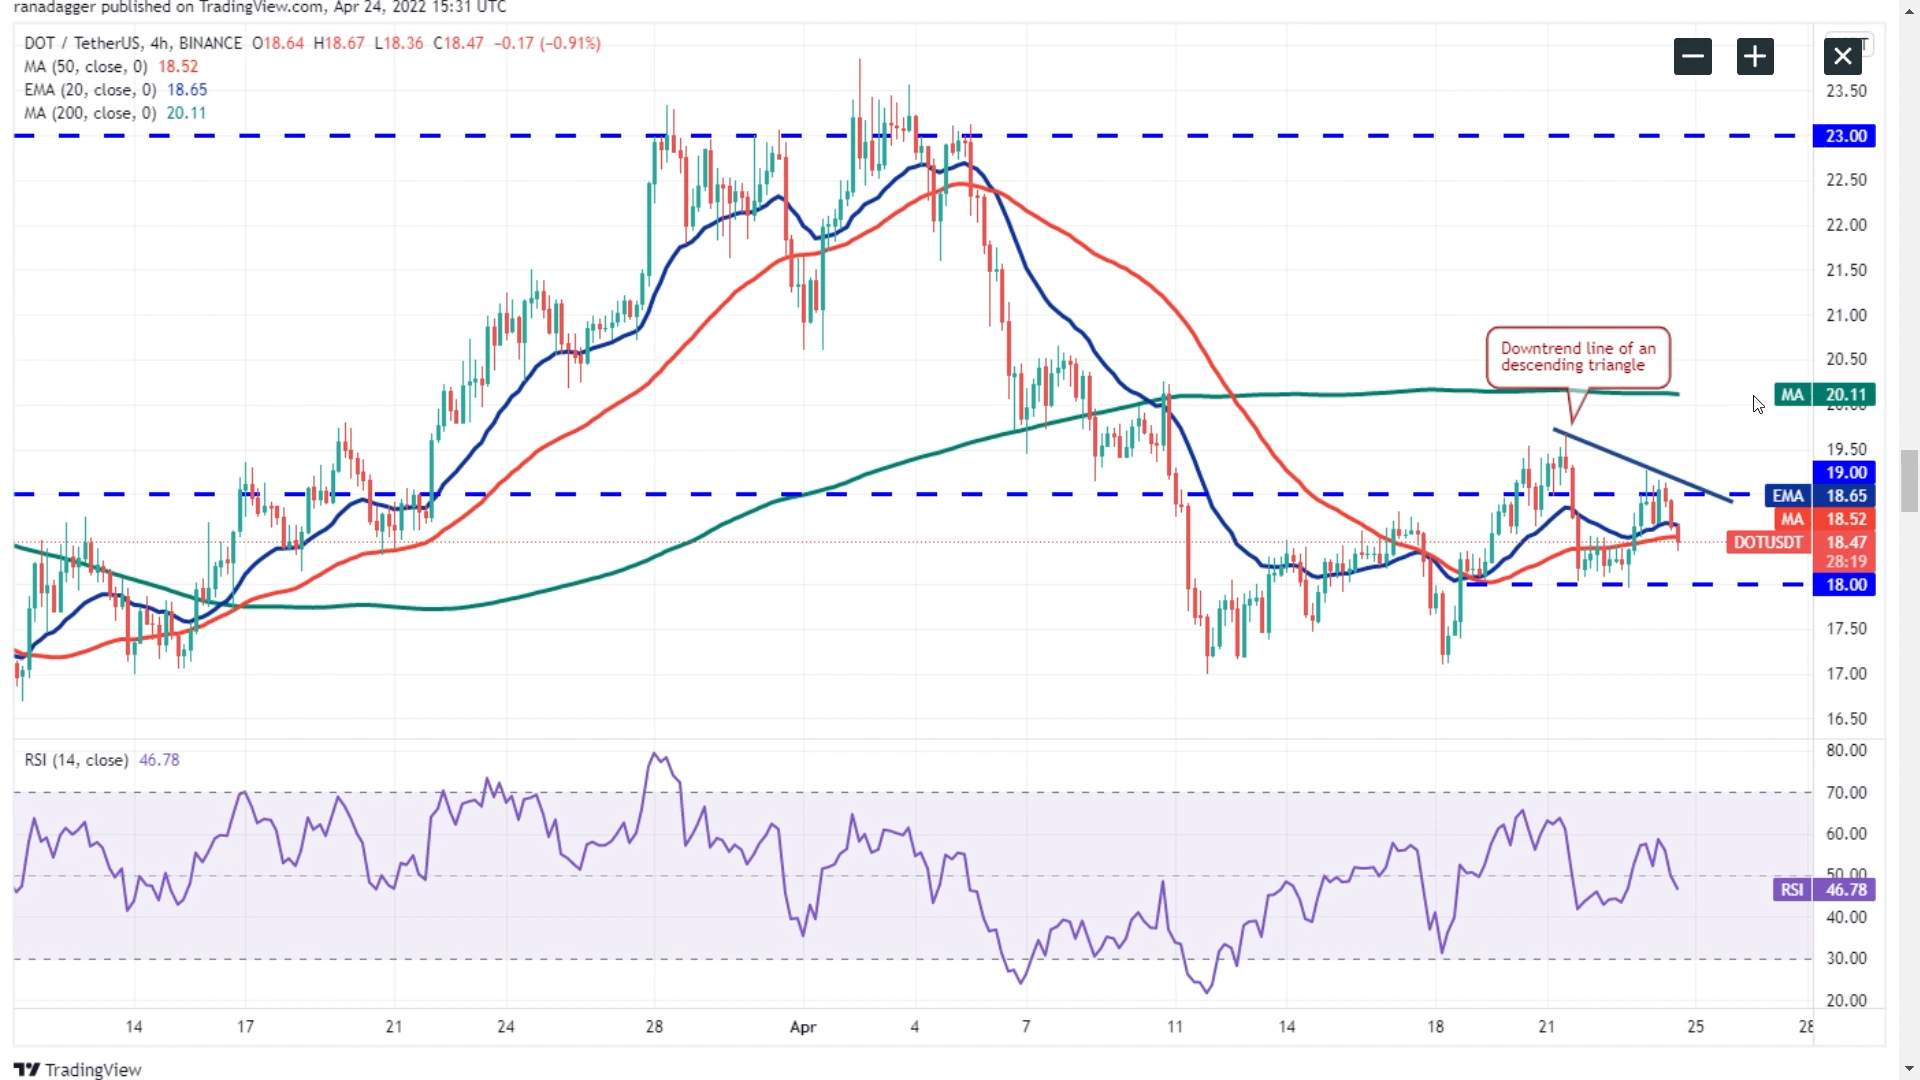 ranadagger published on TradingView.com, Apr 24, 2022 15:31 UTC
DOT / TetherUS, 4h, BINANCE O18.64 H18.67 L18.36 C18.47 −0.17 (−0.91%)
MA (50, close, 0) 18.52
EMA (20, close, 0) 18.65
MA (200, close, 0) 20.11
23.50
23.00
22.50
22.00
21.50
21.00
20.50
Downtrend line of an
descending triangle
MA 20.11
20.00
19.50
19.00
EMA 18.65
MA 18.52
DOTUSDT 18.47
28:19
18.00
17.50
17.00
16.50
RSI (14, close) 46.78
80.00
70.00
60.00
50.00
RSI 46.78
40.00
30.00
20.00
14 17 21 24 28 Apr 4 7 11 14 18 21 25 28
TradingView